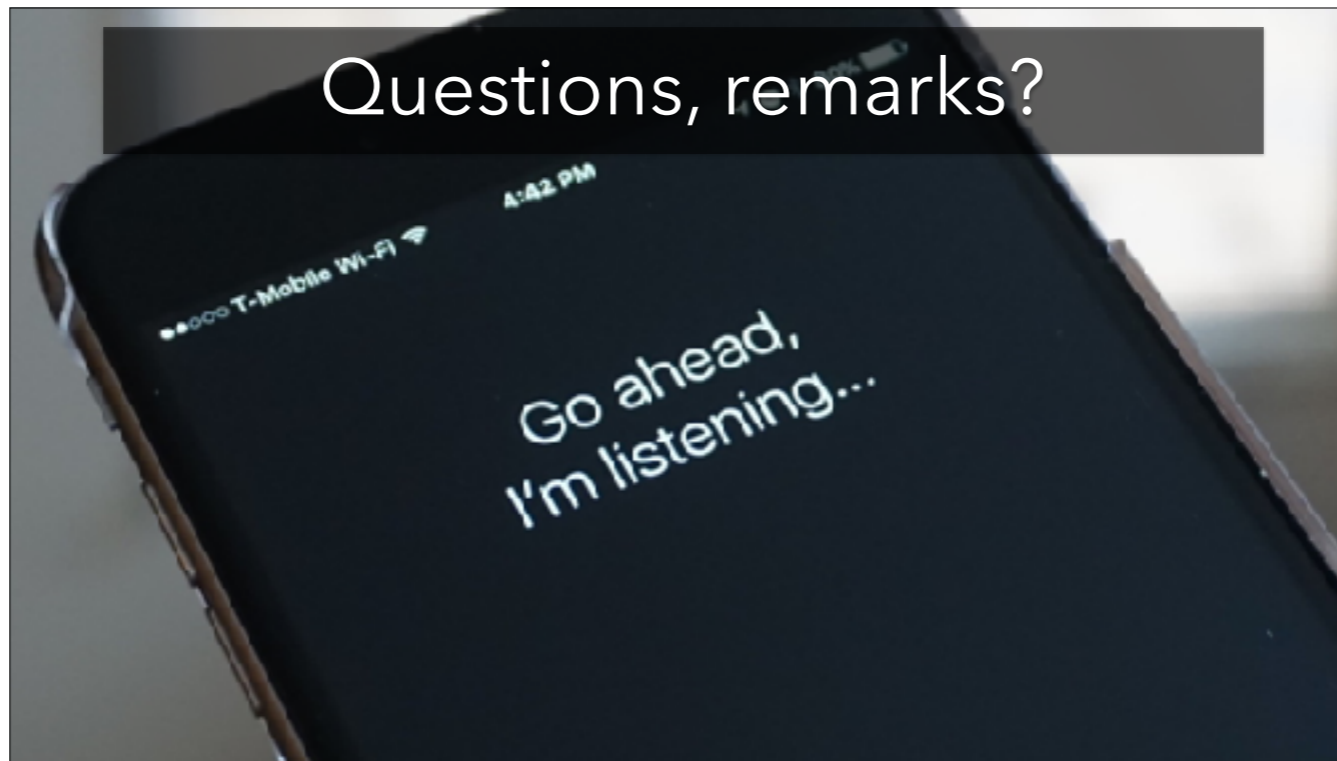 Questions, remarks?
4:42 PM
T-Mobile Wi-Fi
Go ahead,
I'm listening...